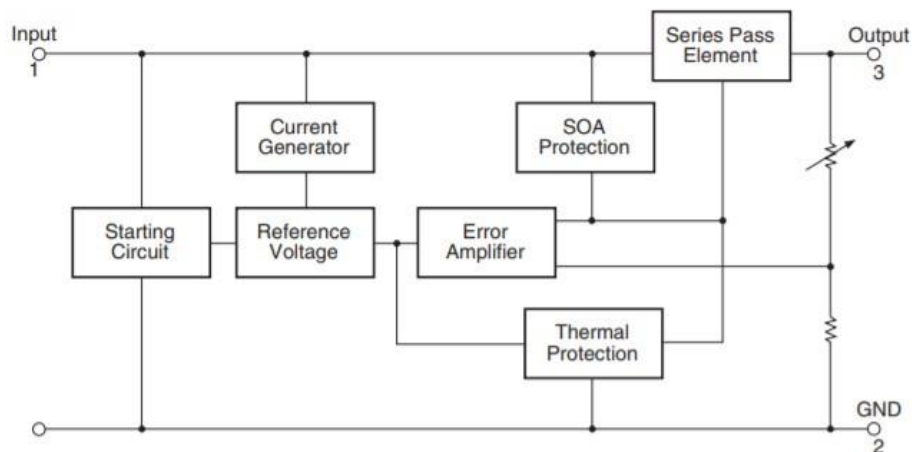 Input
1
Series Pass
Element
Output
3
Current
Generator
SOA
Protection
Starting
Circuit
Reference
Voltage
Error
Amplifier
Thermal
Protection
GND
2